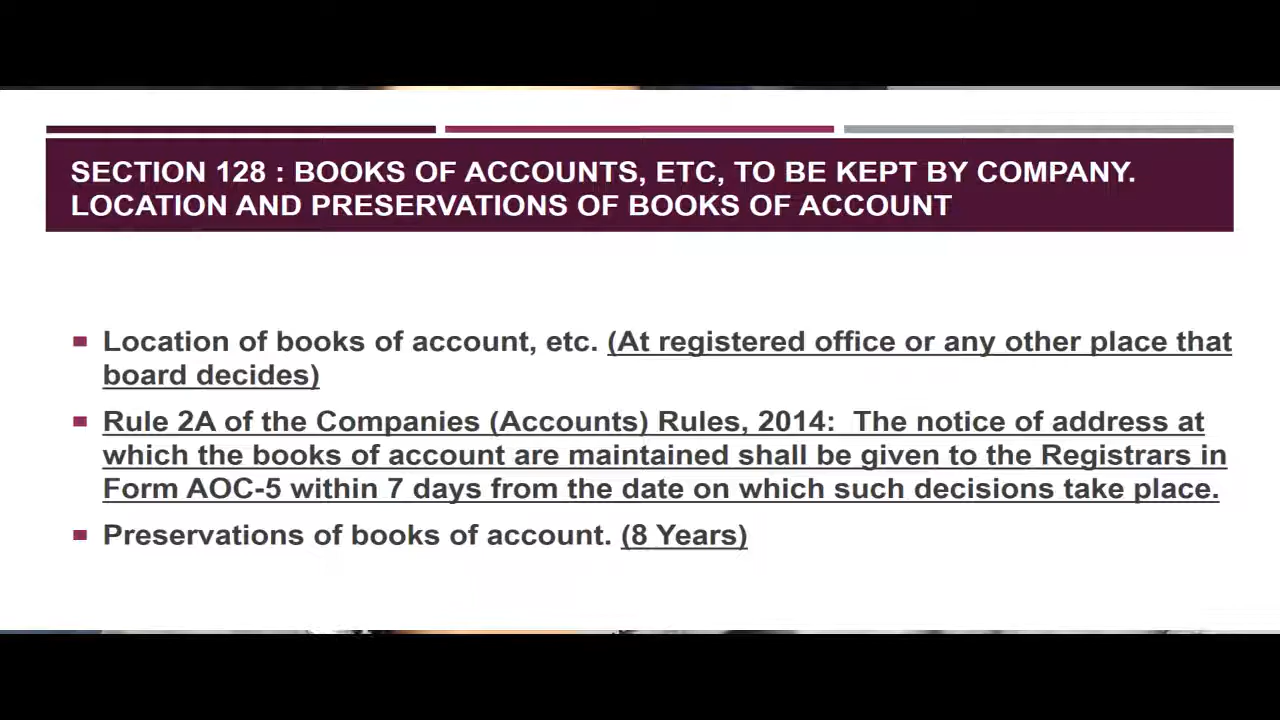 SECTION 128 : BOOKS OF ACCOUNTS, ETC, TO BE KEPT BY COMPANY.
LOCATION AND PRESERVATIONS OF BOOKS OF ACCOUNT
Location of books of account, etc. (At registered office or any other place that
board decides)
Rule 2A of the Companies (Accounts) Rules, 2014: The notice of address at
which the books of account are maintained shall be given to the Registrars in
Form AOC-5 within 7 days from the date on which such decisions take place.
Preservations of books of account. (8 Years)